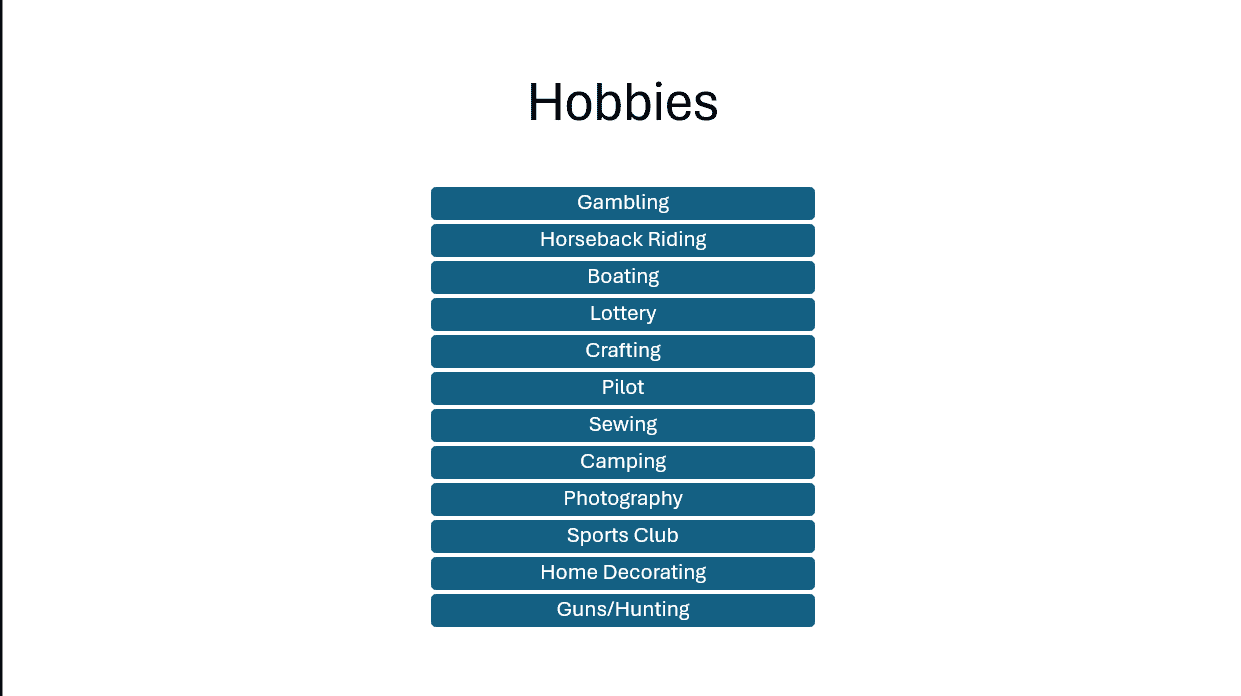 Hobbies
Gambling
Horseback Riding
Boating
Lottery
Crafting
Pilot
Sewing
Camping
Photography
Sports Club
Home Decorating
Guns/Hunting